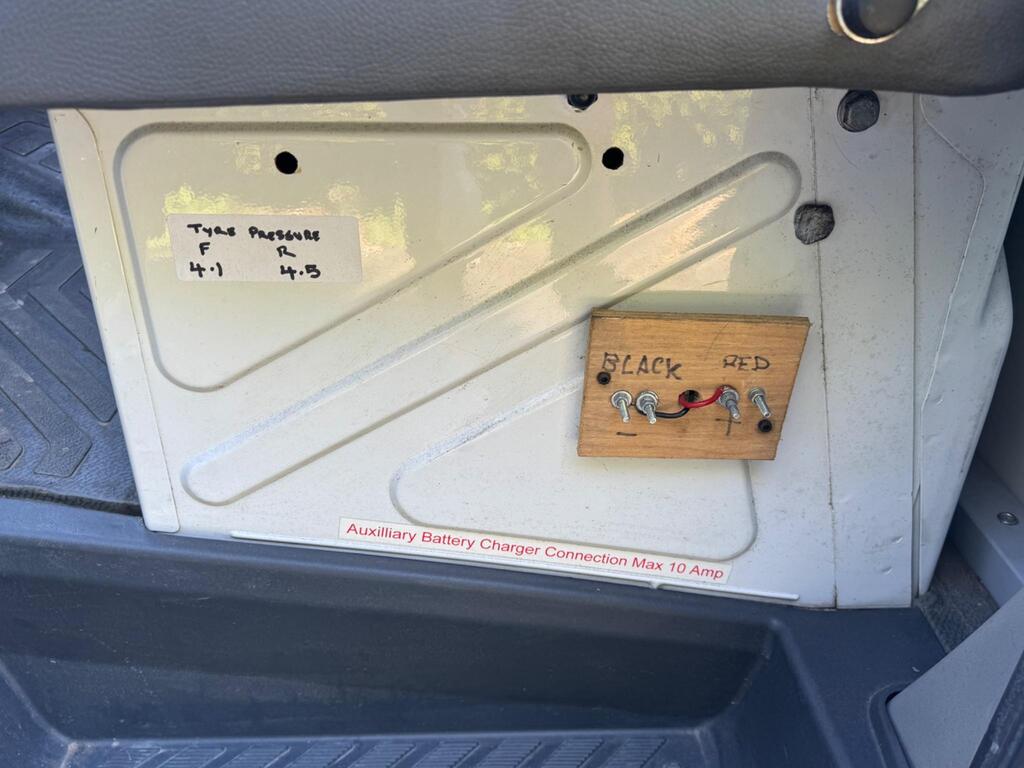 TYRE PRESSURE
F R
4.1 4.5
BLACK RED
- +
Auxilliary Battery Charger Connection Max 10 Amp